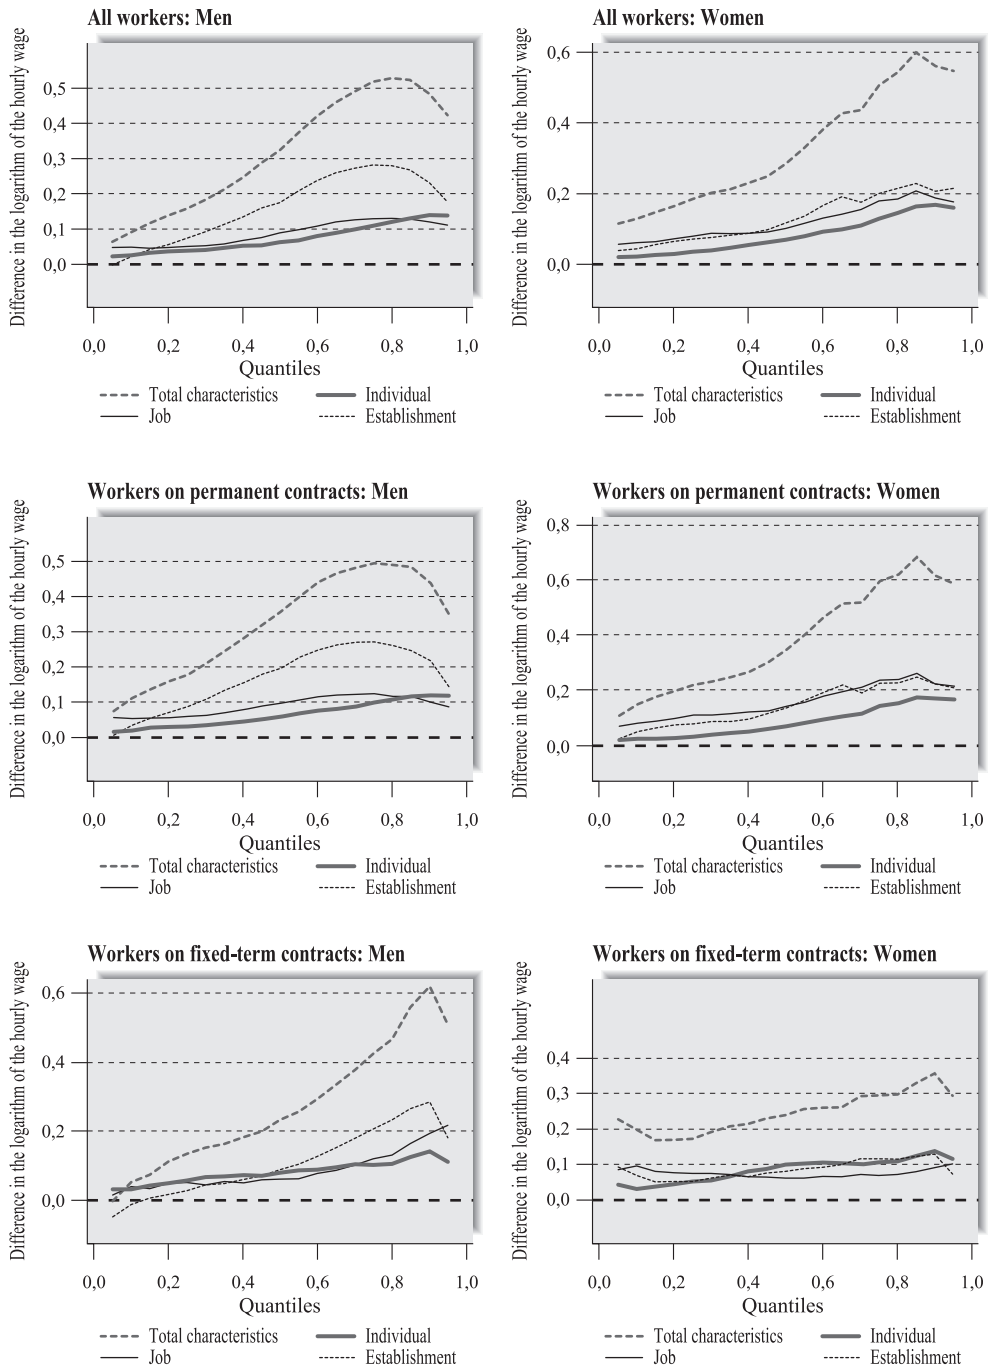 All workers: Men
Difference in the logarithm of the hourly wage
0,5
0,4
0,3
0,2
0,1
0,0
0,0 0,2 0,4 0,6 0,8 1,0
Quantiles
Total characteristics Individual
Job Establishment
All workers: Women
Difference in the logarithm of the hourly wage
0,6
0,4
0,2
0,0
0,0 0,2 0,4 0,6 0,8 1,0
Quantiles
Total characteristics Individual
Job Establishment
Workers on permanent contracts: Men
Difference in the logarithm of the hourly wage
0,5
0,4
0,3
0,2
0,1
0,0
0,0 0,2 0,4 0,6 0,8 1,0
Quantiles
Total characteristics Individual
Job Establishment
Workers on permanent contracts: Women
Difference in the logarithm of the hourly wage
0,8
0,6
0,4
0,2
0,0
0,0 0,2 0,4 0,6 0,8 1,0
Quantiles
Total characteristics Individual
Job Establishment
Workers on fixed-term contracts: Men
Difference in the logarithm of the hourly wage
0,6
0,4
0,2
0,0
0,0 0,2 0,4 0,6 0,8 1,0
Quantiles
Total characteristics Individual
Job Establishment
Workers on fixed-term contracts: Women
Difference in the logarithm of the hourly wage
0,4
0,3
0,2
0,1
0,0
0,0 0,2 0,4 0,6 0,8 1,0
Quantiles
Total characteristics Individual
Job Establishment